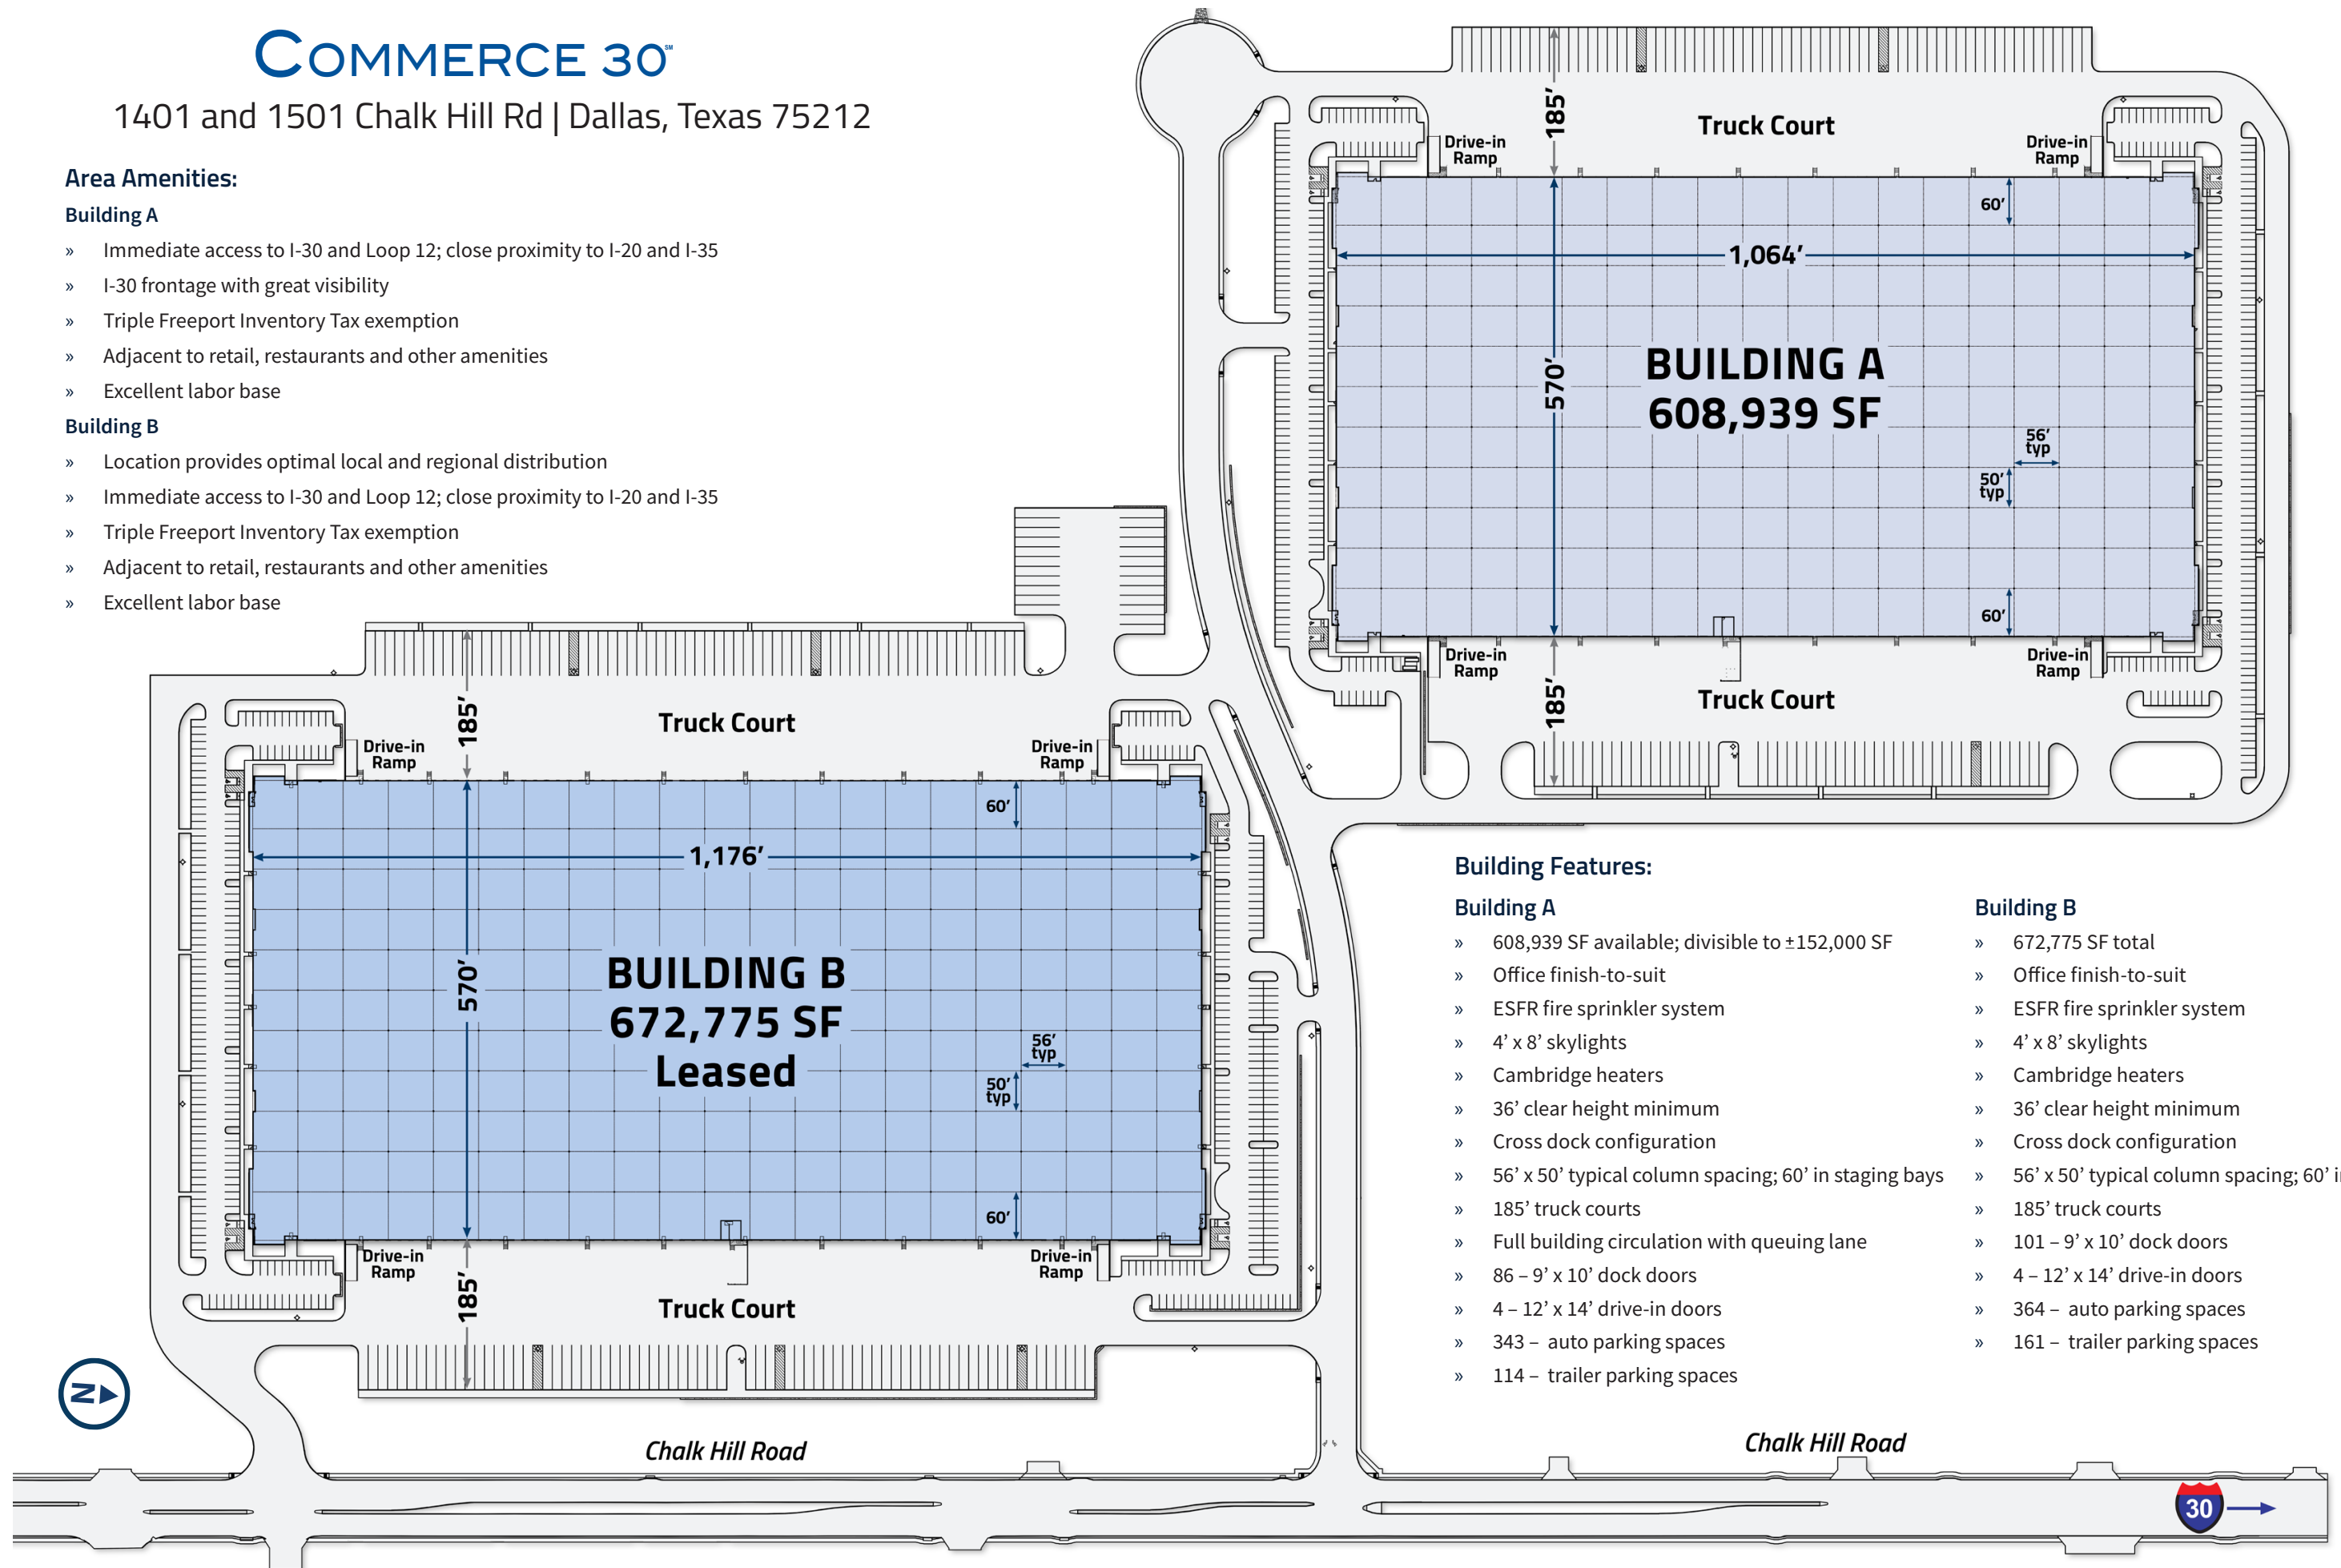 COMMERCE 30 SM
1401 and 1501 Chalk Hill Rd | Dallas, Texas 75212
Area Amenities:
Building A
» Immediate access to I-30 and Loop 12; close proximity to I-20 and I-35
» I-30 frontage with great visibility
» Triple Freeport Inventory Tax exemption
» Adjacent to retail, restaurants and other amenities
» Excellent labor base
Building B
» Location provides optimal local and regional distribution
» Immediate access to I-30 and Loop 12; close proximity to I-20 and I-35
» Triple Freeport Inventory Tax exemption
» Adjacent to retail, restaurants and other amenities
» Excellent labor base
185’
Truck Court
Drive-in
Ramp
Drive-in
Ramp
60’
1,064’
570’
BUILDING A
608,939 SF
56’
typ
50’
typ
60’
Drive-in
Ramp
Drive-in
Ramp
185’
Truck Court
185’
Truck Court
Drive-in
Ramp
Drive-in
Ramp
60’
1,176’
570’
BUILDING B
672,775 SF
Leased
56’
typ
50’
typ
60’
Drive-in
Ramp
Drive-in
Ramp
185’
Truck Court
Building Features:
Building A
» 608,939 SF available; divisible to ±152,000 SF
» Office finish-to-suit
» ESFR fire sprinkler system
» 4’ x 8’ skylights
» Cambridge heaters
» 36’ clear height minimum
» Cross dock configuration
» 56’ x 50’ typical column spacing; 60’ in staging bays
» 185’ truck courts
» Full building circulation with queuing lane
» 86 – 9’ x 10’ dock doors
» 4 – 12’ x 14’ drive-in doors
» 343 – auto parking spaces
» 114 – trailer parking spaces
Building B
» 672,775 SF total
» Office finish-to-suit
» ESFR fire sprinkler system
» 4’ x 8’ skylights
» Cambridge heaters
» 36’ clear height minimum
» Cross dock configuration
» 56’ x 50’ typical column spacing; 60’
» 185’ truck courts
» 101 – 9’ x 10’ dock doors
» 4 – 12’ x 14’ drive-in doors
» 364 – auto parking spaces
» 161 – trailer parking spaces
N
Chalk Hill Road
Chalk Hill Road
30